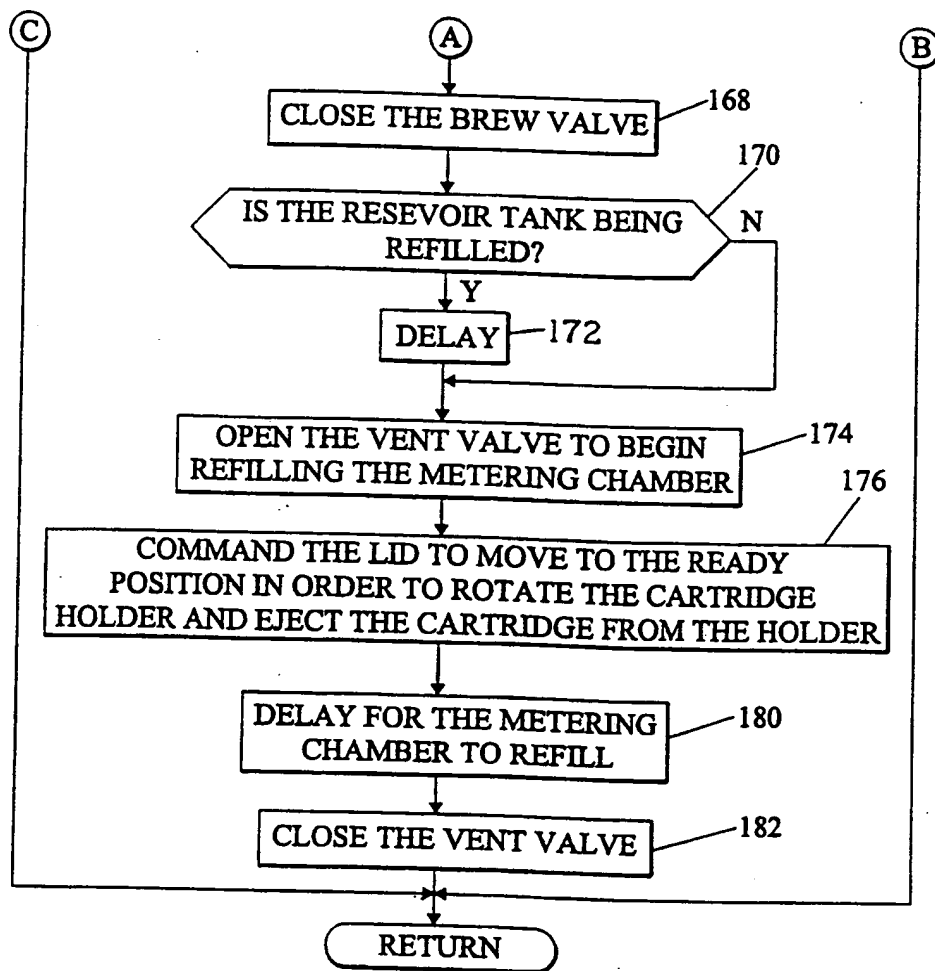 C
A
B
CLOSE THE BREW VALVE
168
170
IS THE RESEVOIR TANK BEING
REFILLED?
N
Y
DELAY
172
OPEN THE VENT VALVE TO BEGIN
REFILLING THE METERING CHAMBER
174
176
COMMAND THE LID TO MOVE TO THE READY
POSITION IN ORDER TO ROTATE THE CARTRIDGE
HOLDER AND EJECT THE CARTRIDGE FROM THE HOLDER
DELAY FOR THE METERING
CHAMBER TO REFILL
180
CLOSE THE VENT VALVE
182
RETURN